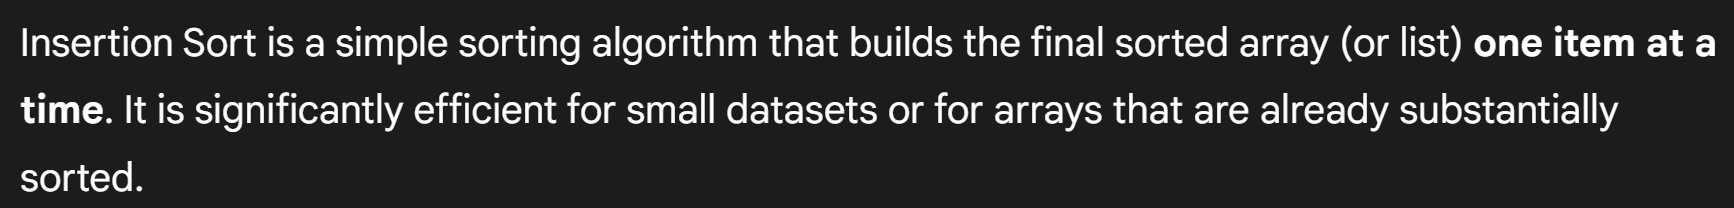 Insertion Sort is a simple sorting algorithm that builds the final sorted array (or list) one item at a
time. It is significantly efficient for small datasets or for arrays that are already substantially
sorted.